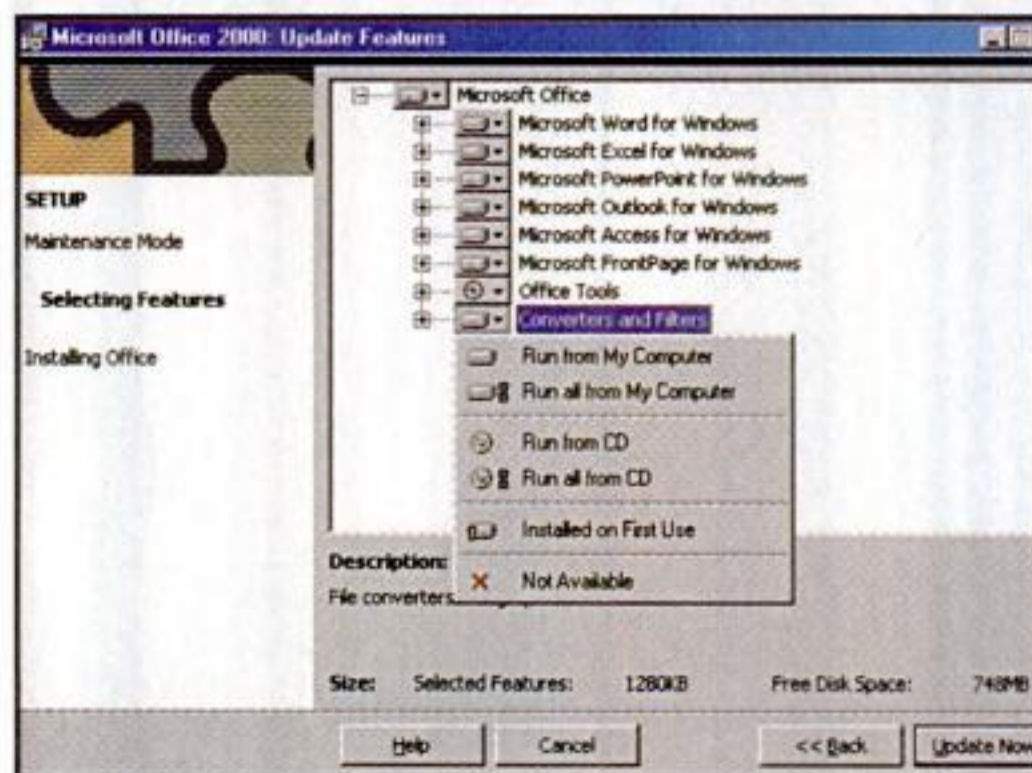 Microsoft Office 2000: Update Features
SETUP
Maintenance Mode
Selecting Features
Installing Office
Microsoft Office
Microsoft Word for Windows
Microsoft Excel for Windows
Microsoft PowerPoint for Windows
Microsoft Outlook for Windows
Microsoft Access for Windows
Microsoft FrontPage for Windows
Office Tools
Converters and Filters
Run from My Computer
Run all from My Computer
Run from CD
Run all from CD
Installed on First Use
Not Available
Description:
File converters
Size: Selected Features: 1280KB Free Disk Space: 748MB
Help Cancel << Back Update Now